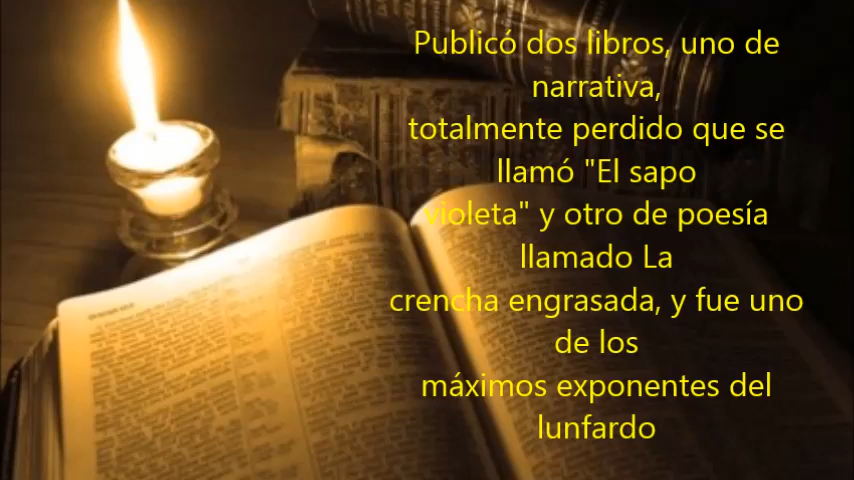 Publicó dos libros, uno de
narrativa,
totalmente perdido que se
llamó "El sapo
violeta" y otro de poesía
llamado La
crencha engrasada, y fue uno
de los
máximos exponentes del
lunfardo